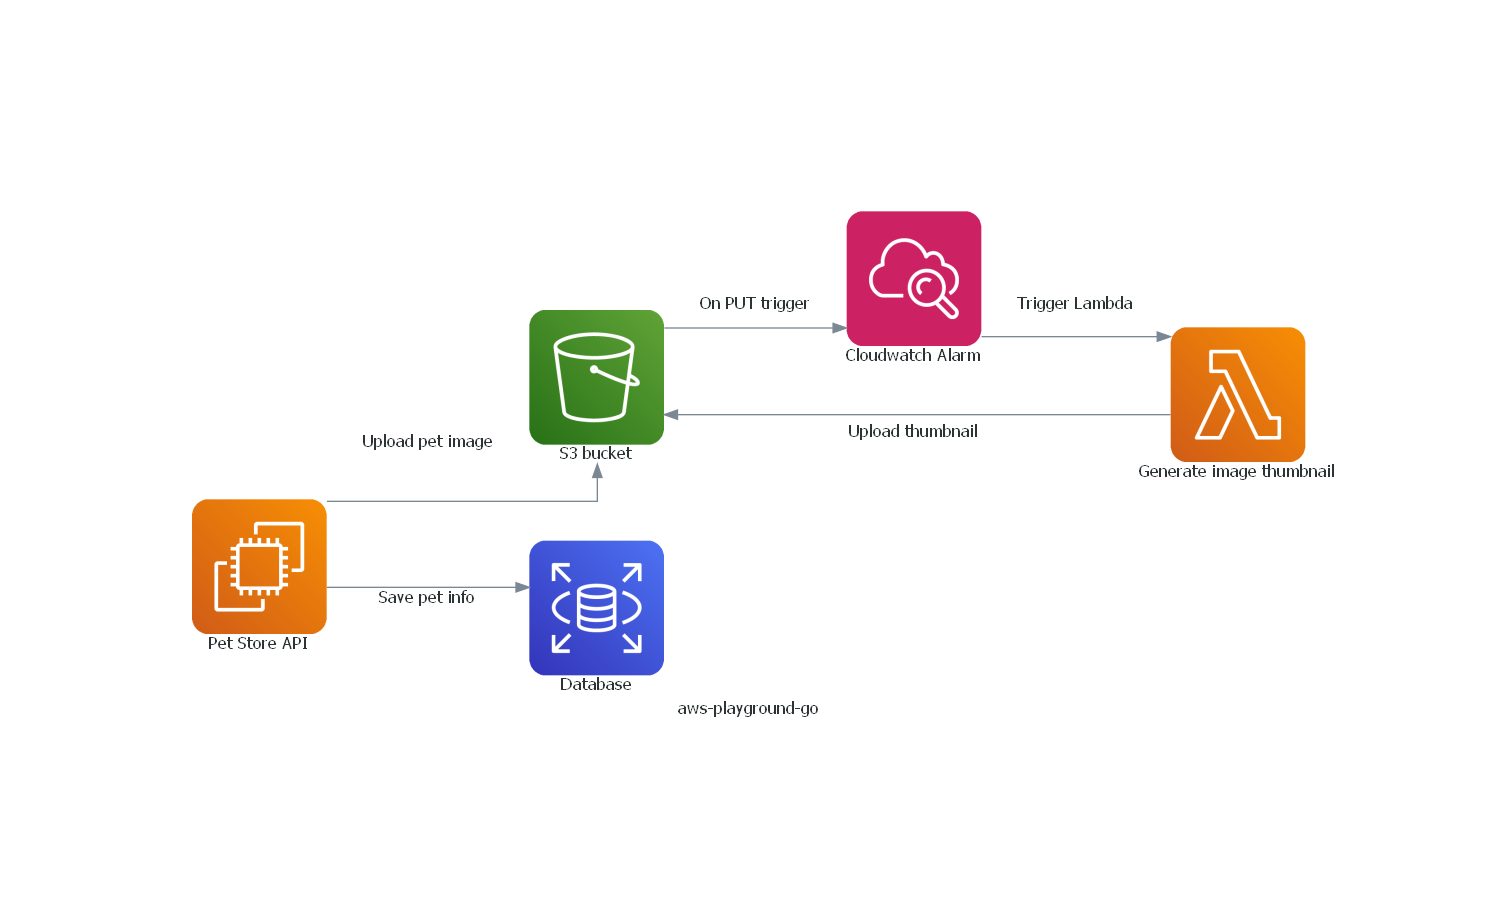 On PUT trigger
Trigger Lambda
Cloudwatch Alarm
Upload thumbnail
Upload pet image
S3 bucket
Generate image thumbnail
Save pet info
Pet Store API
Database
aws-playground-go